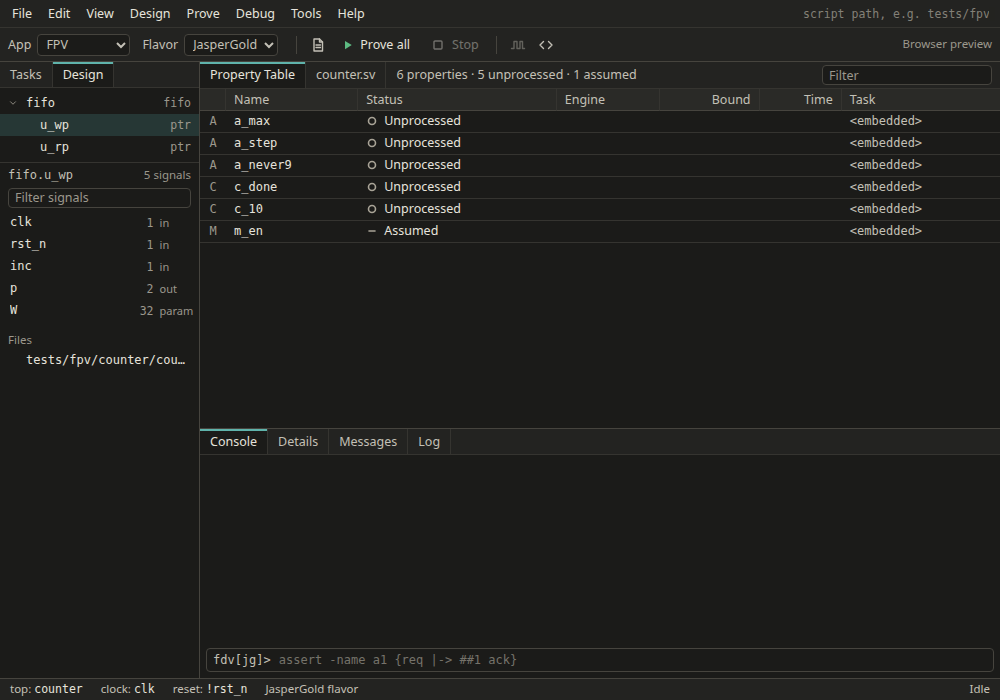 File Edit View Design Prove Debug Tools Help script path, e.g. tests/fpv
App FPV Flavor JasperGold Prove all Stop Browser preview
Tasks Design Property Table counter.sv 6 properties · 5 unprocessed · 1 assumed Filter
fifo fifo
u_wp ptr
u_rp ptr
fifo.u_wp 5 signals
Filter signals
clk 1 in
rst_n 1 in
inc 1 in
p 2 out
W 32 param
Files
tests/fpv/counter/cou…
Name Status Engine Bound Time Task
A a_max Unprocessed <embedded>
A a_step Unprocessed <embedded>
A a_never9 Unprocessed <embedded>
C c_done Unprocessed <embedded>
C c_10 Unprocessed <embedded>
M m_en Assumed <embedded>
Console Details Messages Log
fdv[jg]> assert -name a1 {req |-> ##1 ack}
top: counter clock: clk reset: !rst_n JasperGold flavor Idle